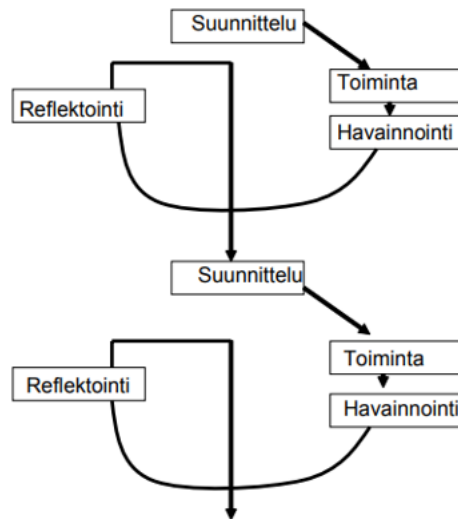 Suunnittelu
Toiminta
Reflektointi
Havainnointi
Suunnittelu
Toiminta
Reflektointi
Havainnointi